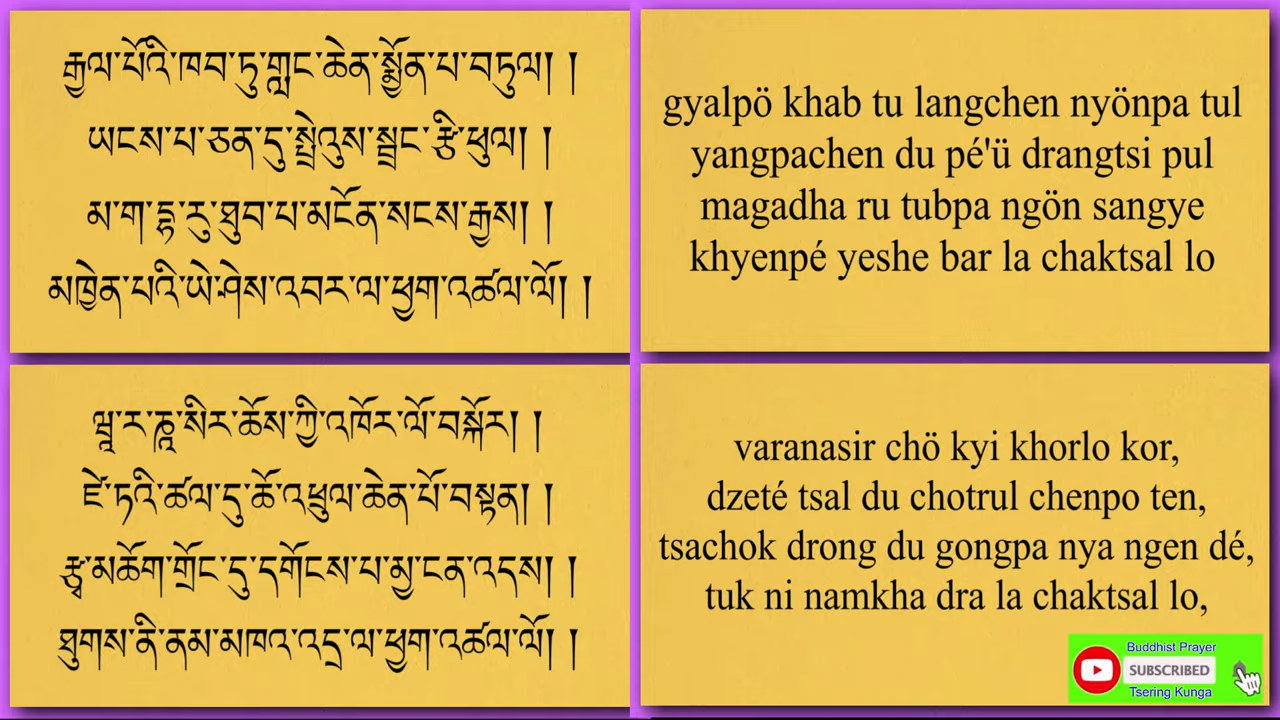 རྒྱལ་པོའི་ཁབ་ཏུ་གླང་ཆེན་སྨྱོན་པ་བཏུལ། །
ཡངས་པ་ཅན་དུ་སྤྲེའུས་སྦྲང་རྩི་ཕུལ། །
མ་ག་དྷཱ་རུ་ཐུབ་པ་མངོན་སངས་རྒྱས། །
མཁྱེན་པའི་ཡེ་ཤེས་འབར་ལ་ཕྱག་འཚལ་ལོ། །
gyalpö khab tu langchen nyönpa tul
yangpachen du pé'ü drangtsi pul
magadha ru tubpa ngön sangye
khyenpé yeshe bar la chaktsal lo
ཝཱ་ར་ཎཱ་སིར་ཆོས་ཀྱི་འཁོར་ལོ་བསྐོར། །
ཛེ་ཏའི་ཚལ་དུ་ཆོ་འཕྲུལ་ཆེན་པོ་བསྟན། །
རྩྭ་མཆོག་གྲོང་དུ་དགོངས་པ་མྱ་ངན་འདས། །
ཐུགས་ནི་ནམ་མཁའ་འདྲ་ལ་ཕྱག་འཚལ་ལོ། །
varanasir chö kyi khorlo kor,
dzeté tsal du chotrul chenpo ten,
tsachok drong du gongpa nya ngen dé,
tuk ni namkha dra la chaktsal lo,
Buddhist Prayer
SUBSCRIBED
Tsering Kunga